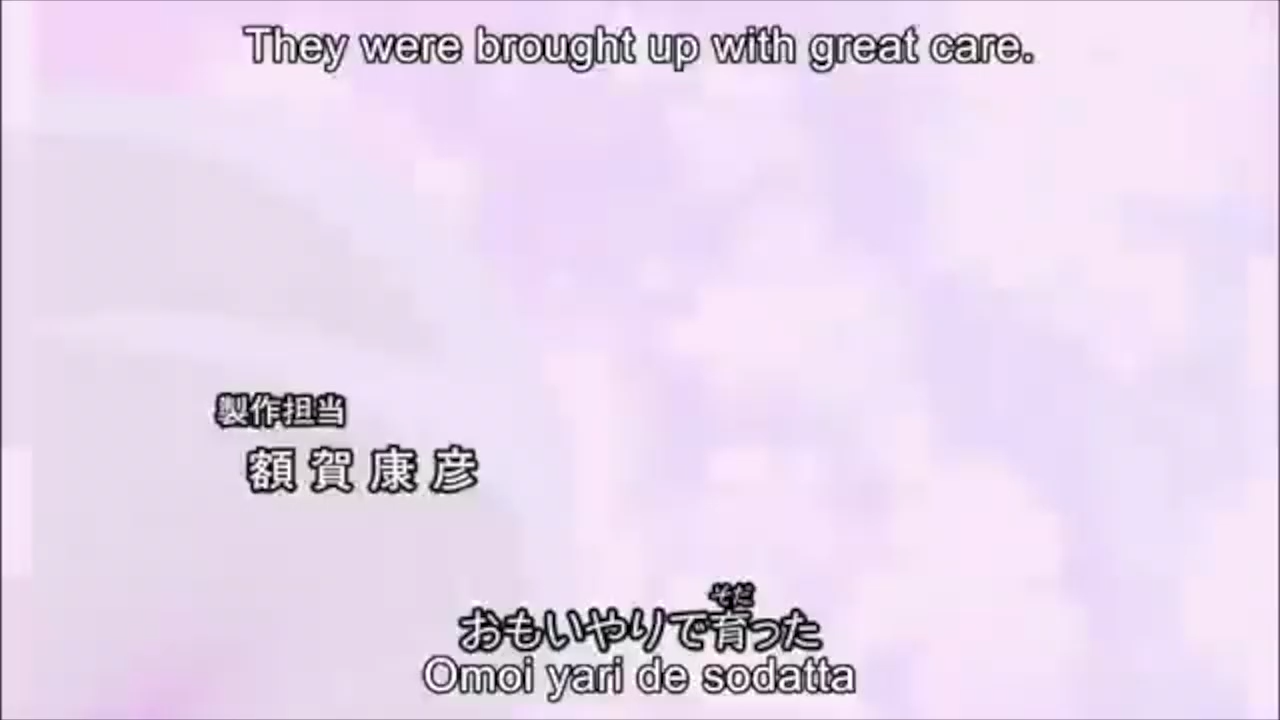 They were brought up with great care.
製作担当
額賀康彦
そだ
おもいやりで育った
Omoi yari de sodatta